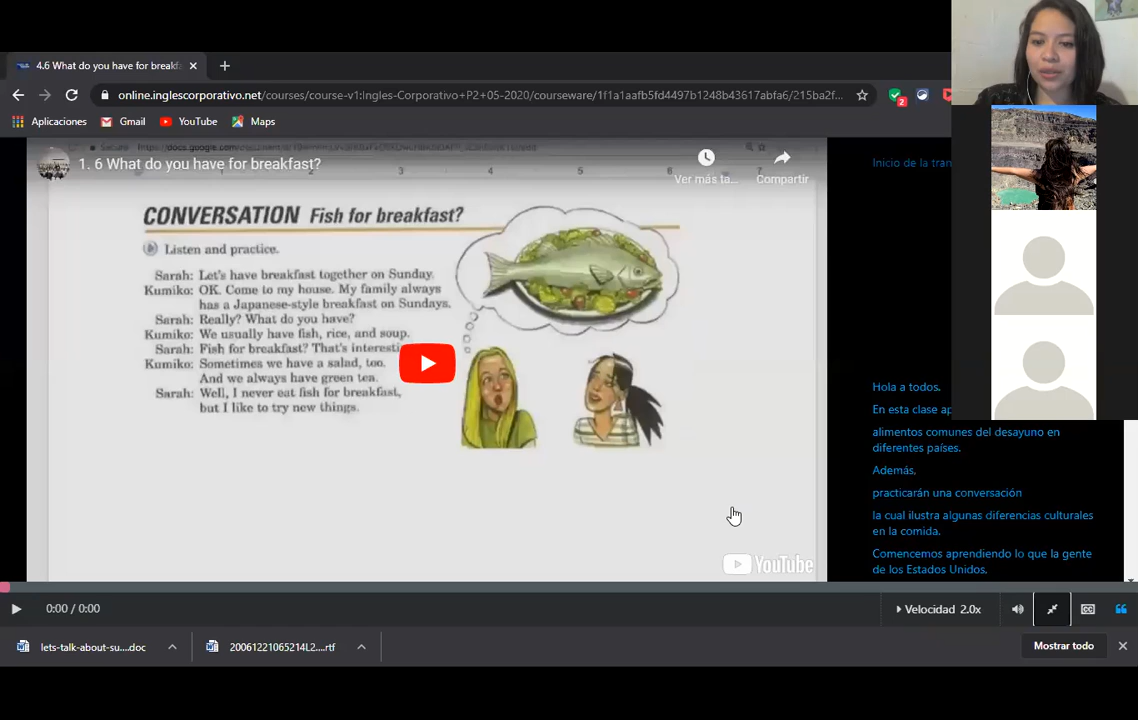 4.6 What do you have for breakf
online.inglescorporativo.net/courses/course-v1:Ingles-Corporativo+P2+05-2020/courseware/1f1a1aafb5fd4497b1248b43617abfa6/215ba2f...
2
Aplicaciones Gmail YouTube Maps
1. 6 What do you have for breakfast?
Ver más ta... Compartir
2 3 4 5 6 7
CONVERSATION Fish for breakfast?
Listen and practice.
Sarah: Let's have breakfast together on Sunday.
Kumiko: OK. Come to my house. My family always
has a Japanese-style breakfast on Sundays.
Sarah: Really? What do you have?
Kumiko: We usually have fish, rice, and soup.
Sarah: Fish for breakfast? That's interesti
Kumiko: Sometimes we have a salad, too.
And we always have green tea.
Sarah: Well, I never eat fish for breakfast,
but I like to try new things.
YouTube
Inicio de la tran
Hola a todos.
En esta clase ap
alimentos comunes del desayuno en
diferentes países.
Además,
practicarán una conversación
la cual ilustra algunas diferencias culturales
en la comida.
Comencemos aprendiendo lo que la gente
de los Estados Unidos.
0:00 / 0:00
Velocidad 2.0x
lets-talk-about-su....doc
20061221065214L2....rtf
Mostrar todo